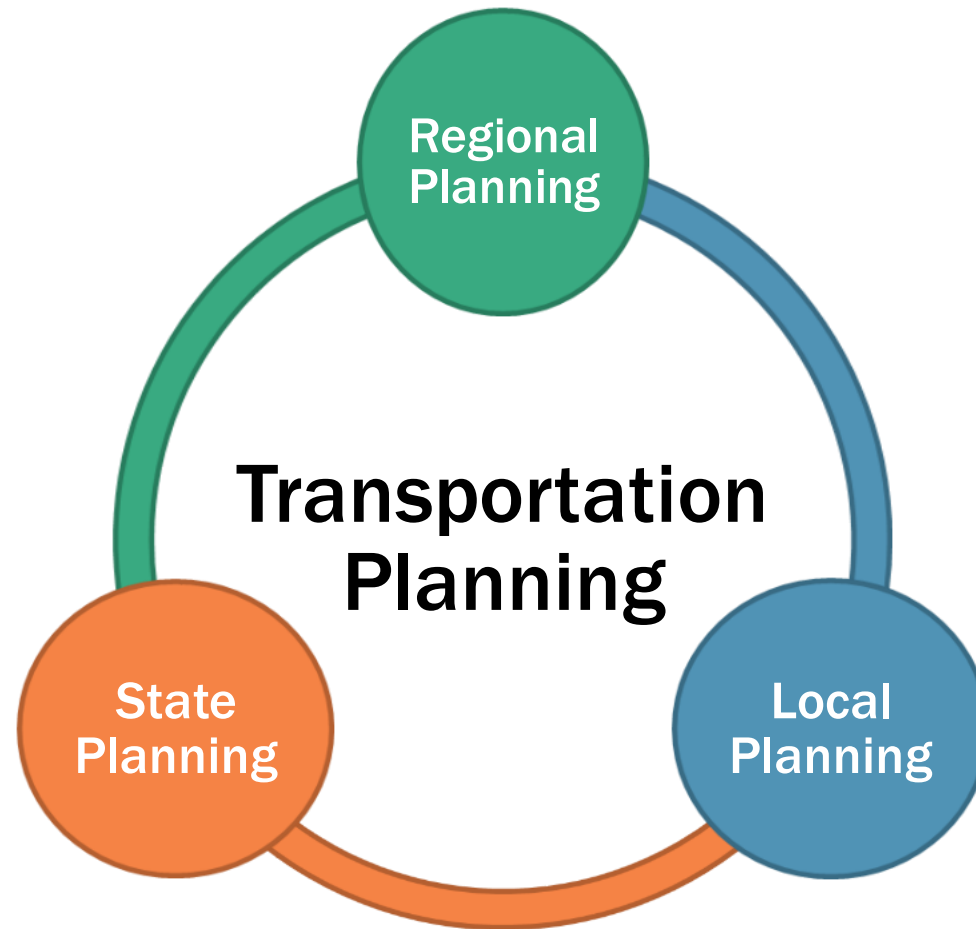 Regional
Planning
Transportation
Planning
State
Planning
Local
Planning